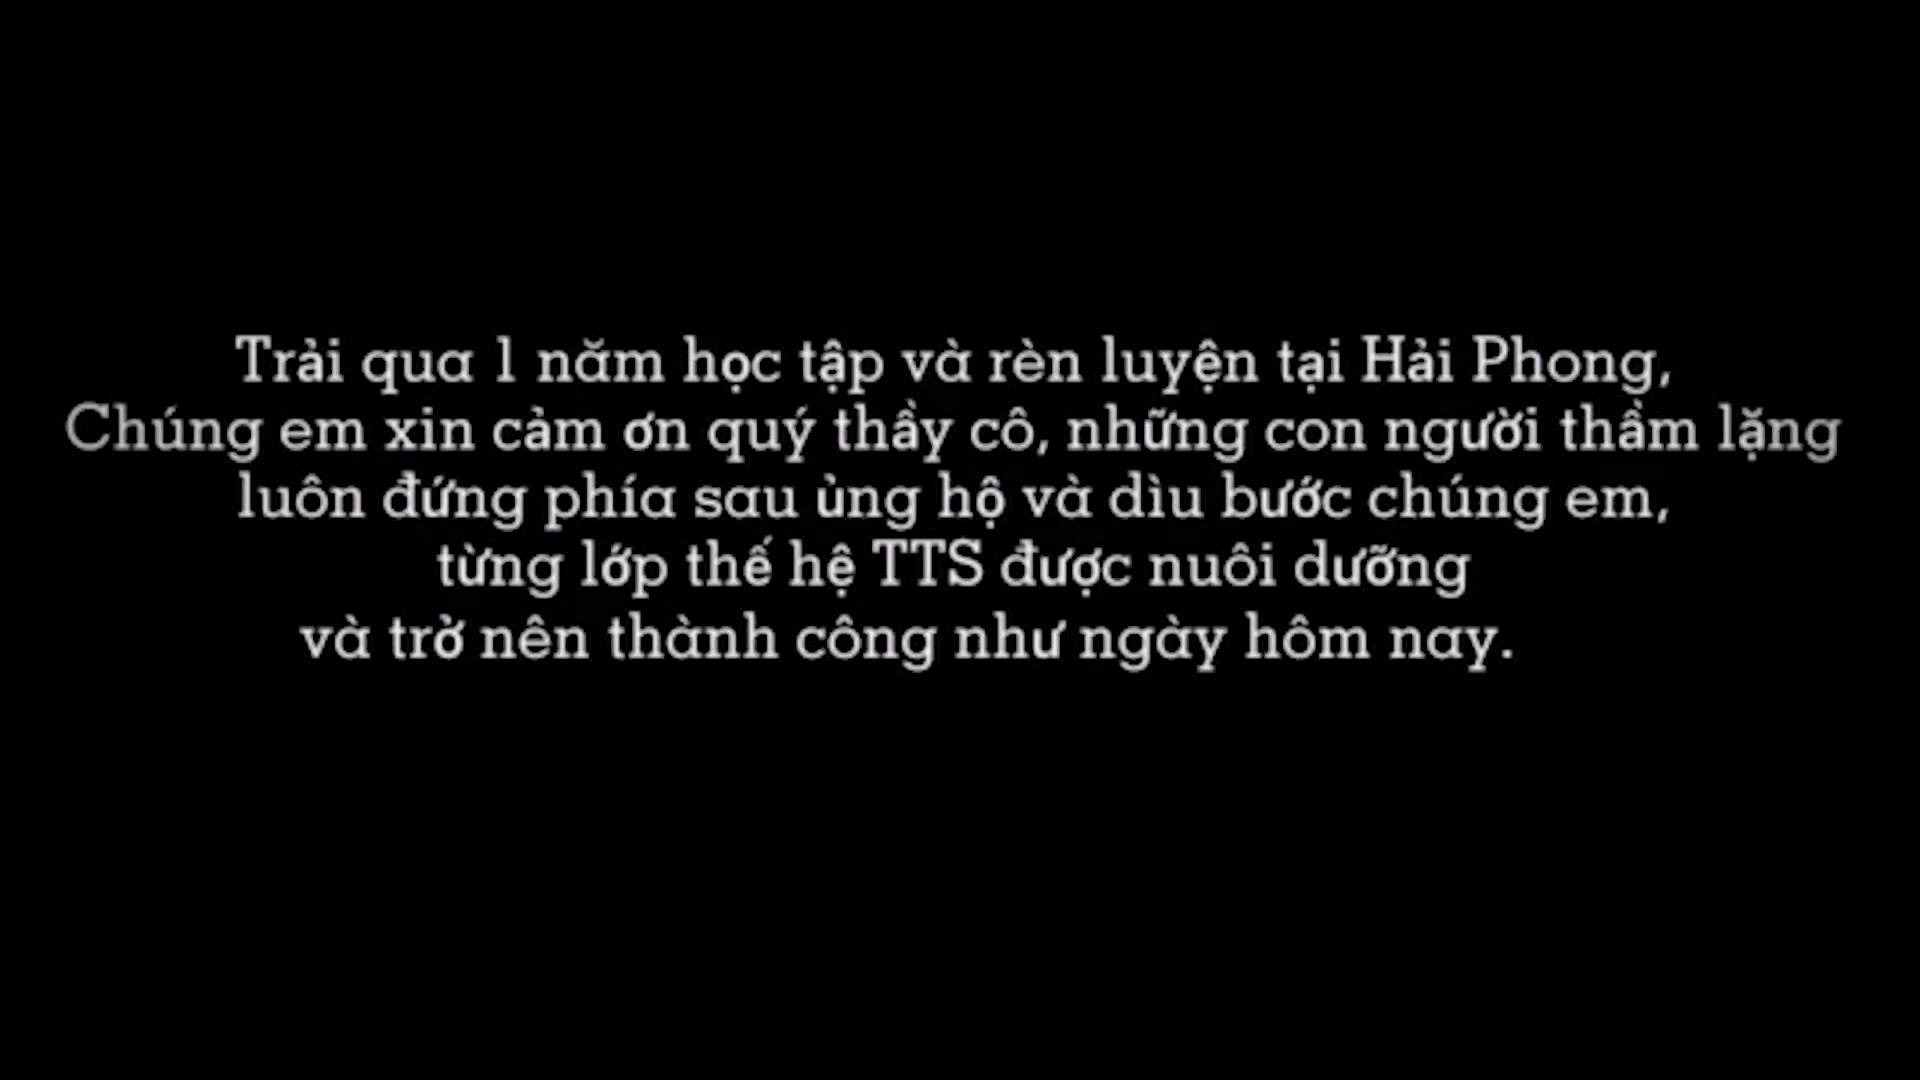 Trải qua 1 năm học tập và rèn luyện tại Hải Phong,
Chúng em xin cảm ơn quý thầy cô, những con người thầm lặng
luôn đứng phía sau ủng hộ và dìu bước chúng em,
từng lớp thế hệ TTS được nuôi dưỡng
và trở nên thành công như ngày hôm nay.